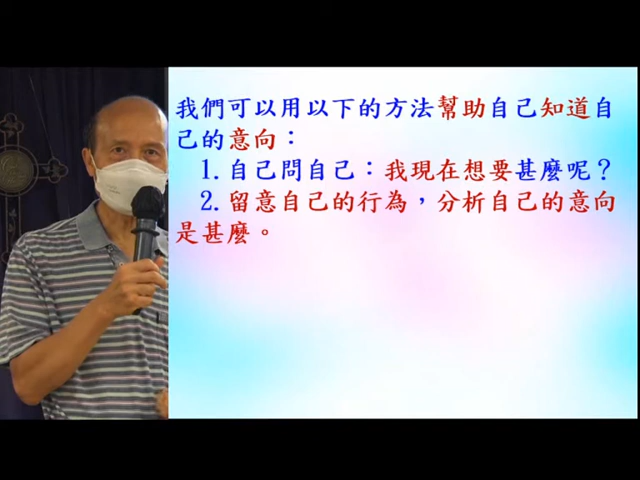 我們可以用以下的方法幫助自己知道自
己的意向：
1. 自己問自己：我現在想要甚麼呢？
2. 留意自己的行為，分析自己的意向
是甚麼。